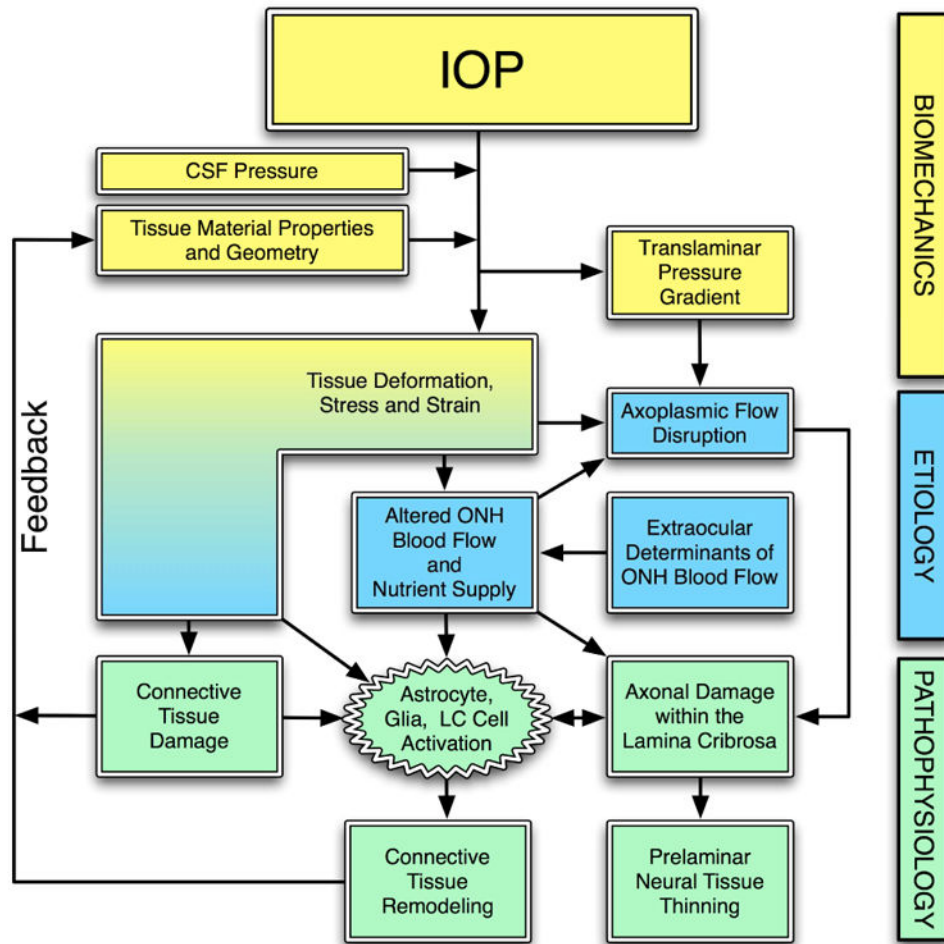 IOP
CSF Pressure
Tissue Material Properties
and Geometry
Translaminar
Pressure
Gradient
Tissue Deformation,
Stress and Strain
Axoplasmic Flow
Disruption
Altered ONH
Blood Flow
and
Nutrient Supply
Extraocular
Determinants of
ONH Blood Flow
Connective
Tissue
Damage
Astrocyte,
Glia, LC Cell
Activation
Axonal Damage
within the
Lamina Cribrosa
Connective
Tissue
Remodeling
Prelaminar
Neural Tissue
Thinning
Feedback
BIOMECHANICS
ETIOLOGY
PATHOPHYSIOLOGY